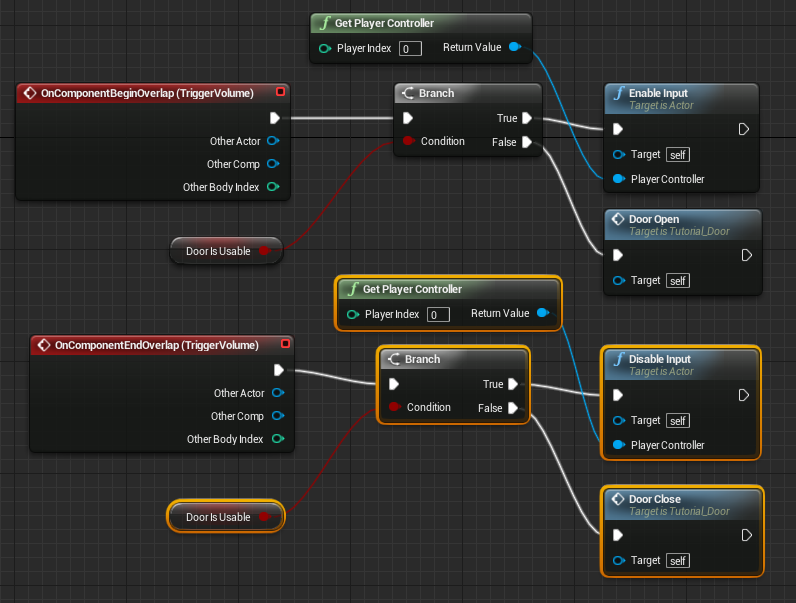 Get Player Controller
Player Index 0 Return Value
OnComponentBeginOverlap (TriggerVolume)
Other Actor
Other Comp
Other Body Index
Branch
True
Condition False
Enable Input
Target is Actor
Target self
Player Controller
Door Is Usable
Door Open
Target is Tutorial_Door
Target self
Get Player Controller
Player Index 0 Return Value
OnComponentEndOverlap (TriggerVolume)
Other Actor
Other Comp
Other Body Index
Branch
True
Condition False
Disable Input
Target is Actor
Target self
Player Controller
Door Is Usable
Door Close
Target is Tutorial_Door
Target self